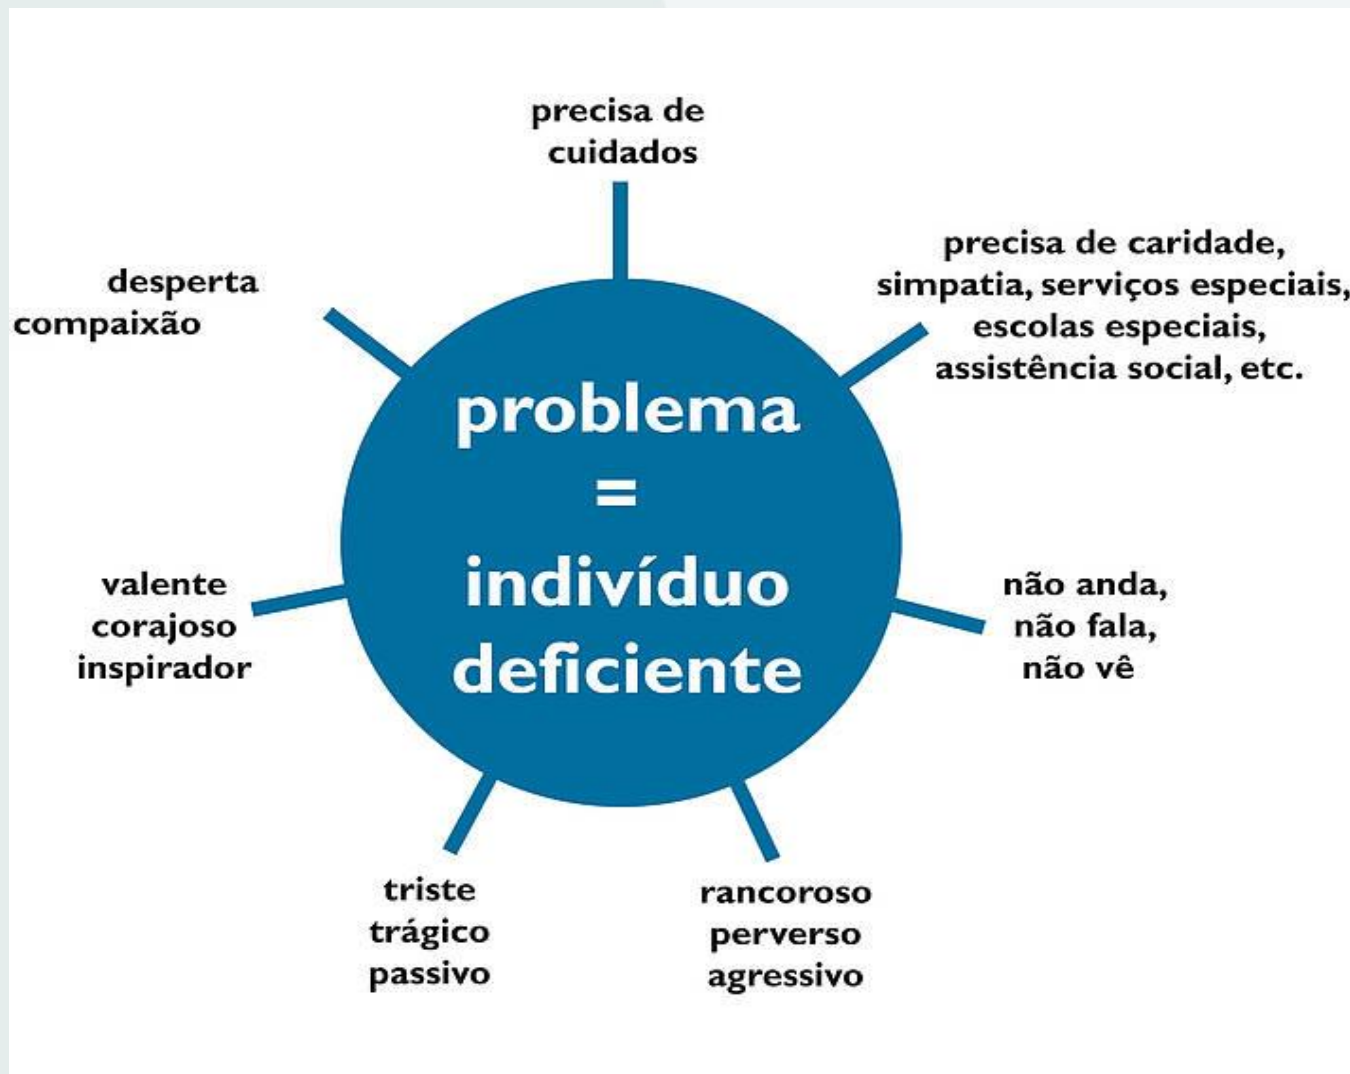 precisa de
cuidados
precisa de caridade,
simpatia, serviços especiais,
escolas especiais,
assistência social, etc.
desperta
compaixão
problema
=
indivíduo
deficiente
valente
corajoso
inspirador
não anda,
não fala,
não vê
triste
trágico
passivo
rancoroso
perverso
agressivo